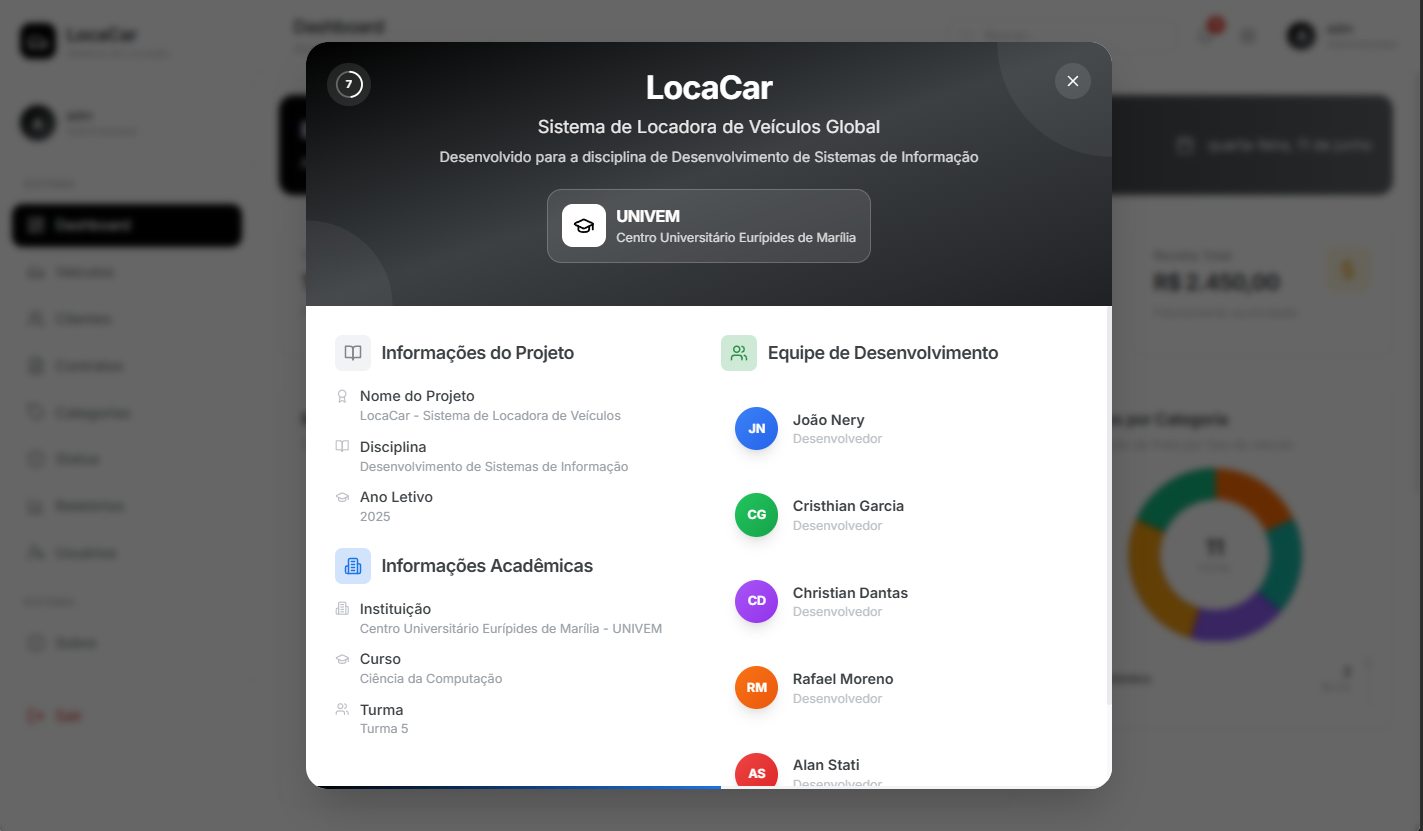 LocaCar
Dashboard
7
LocaCar
Sistema de Locadora de Veículos Global
Desenvolvido para a disciplina de Desenvolvimento de Sistemas de Informação
UNIVEM
Centro Universitário Eurípides de Marília
quarta-feira, 11 de junho
Dashboard
Veículos
Clientes
Contratos
Categorias
Status
Relatórios
Usuários
Sobre
Sair
Receita Total
R$ 2.450,00
por Categoria
11
Informações do Projeto
Nome do Projeto
LocaCar - Sistema de Locadora de Veículos
Disciplina
Desenvolvimento de Sistemas de Informação
Ano Letivo
2025
Informações Acadêmicas
Instituição
Centro Universitário Eurípides de Marília - UNIVEM
Curso
Ciência da Computação
Turma
Turma 5
Equipe de Desenvolvimento
JN
João Nery
Desenvolvedor
CG
Cristhian Garcia
Desenvolvedor
CD
Christian Dantas
Desenvolvedor
RM
Rafael Moreno
Desenvolvedor
AS
Alan Stati
Desenvolvedor